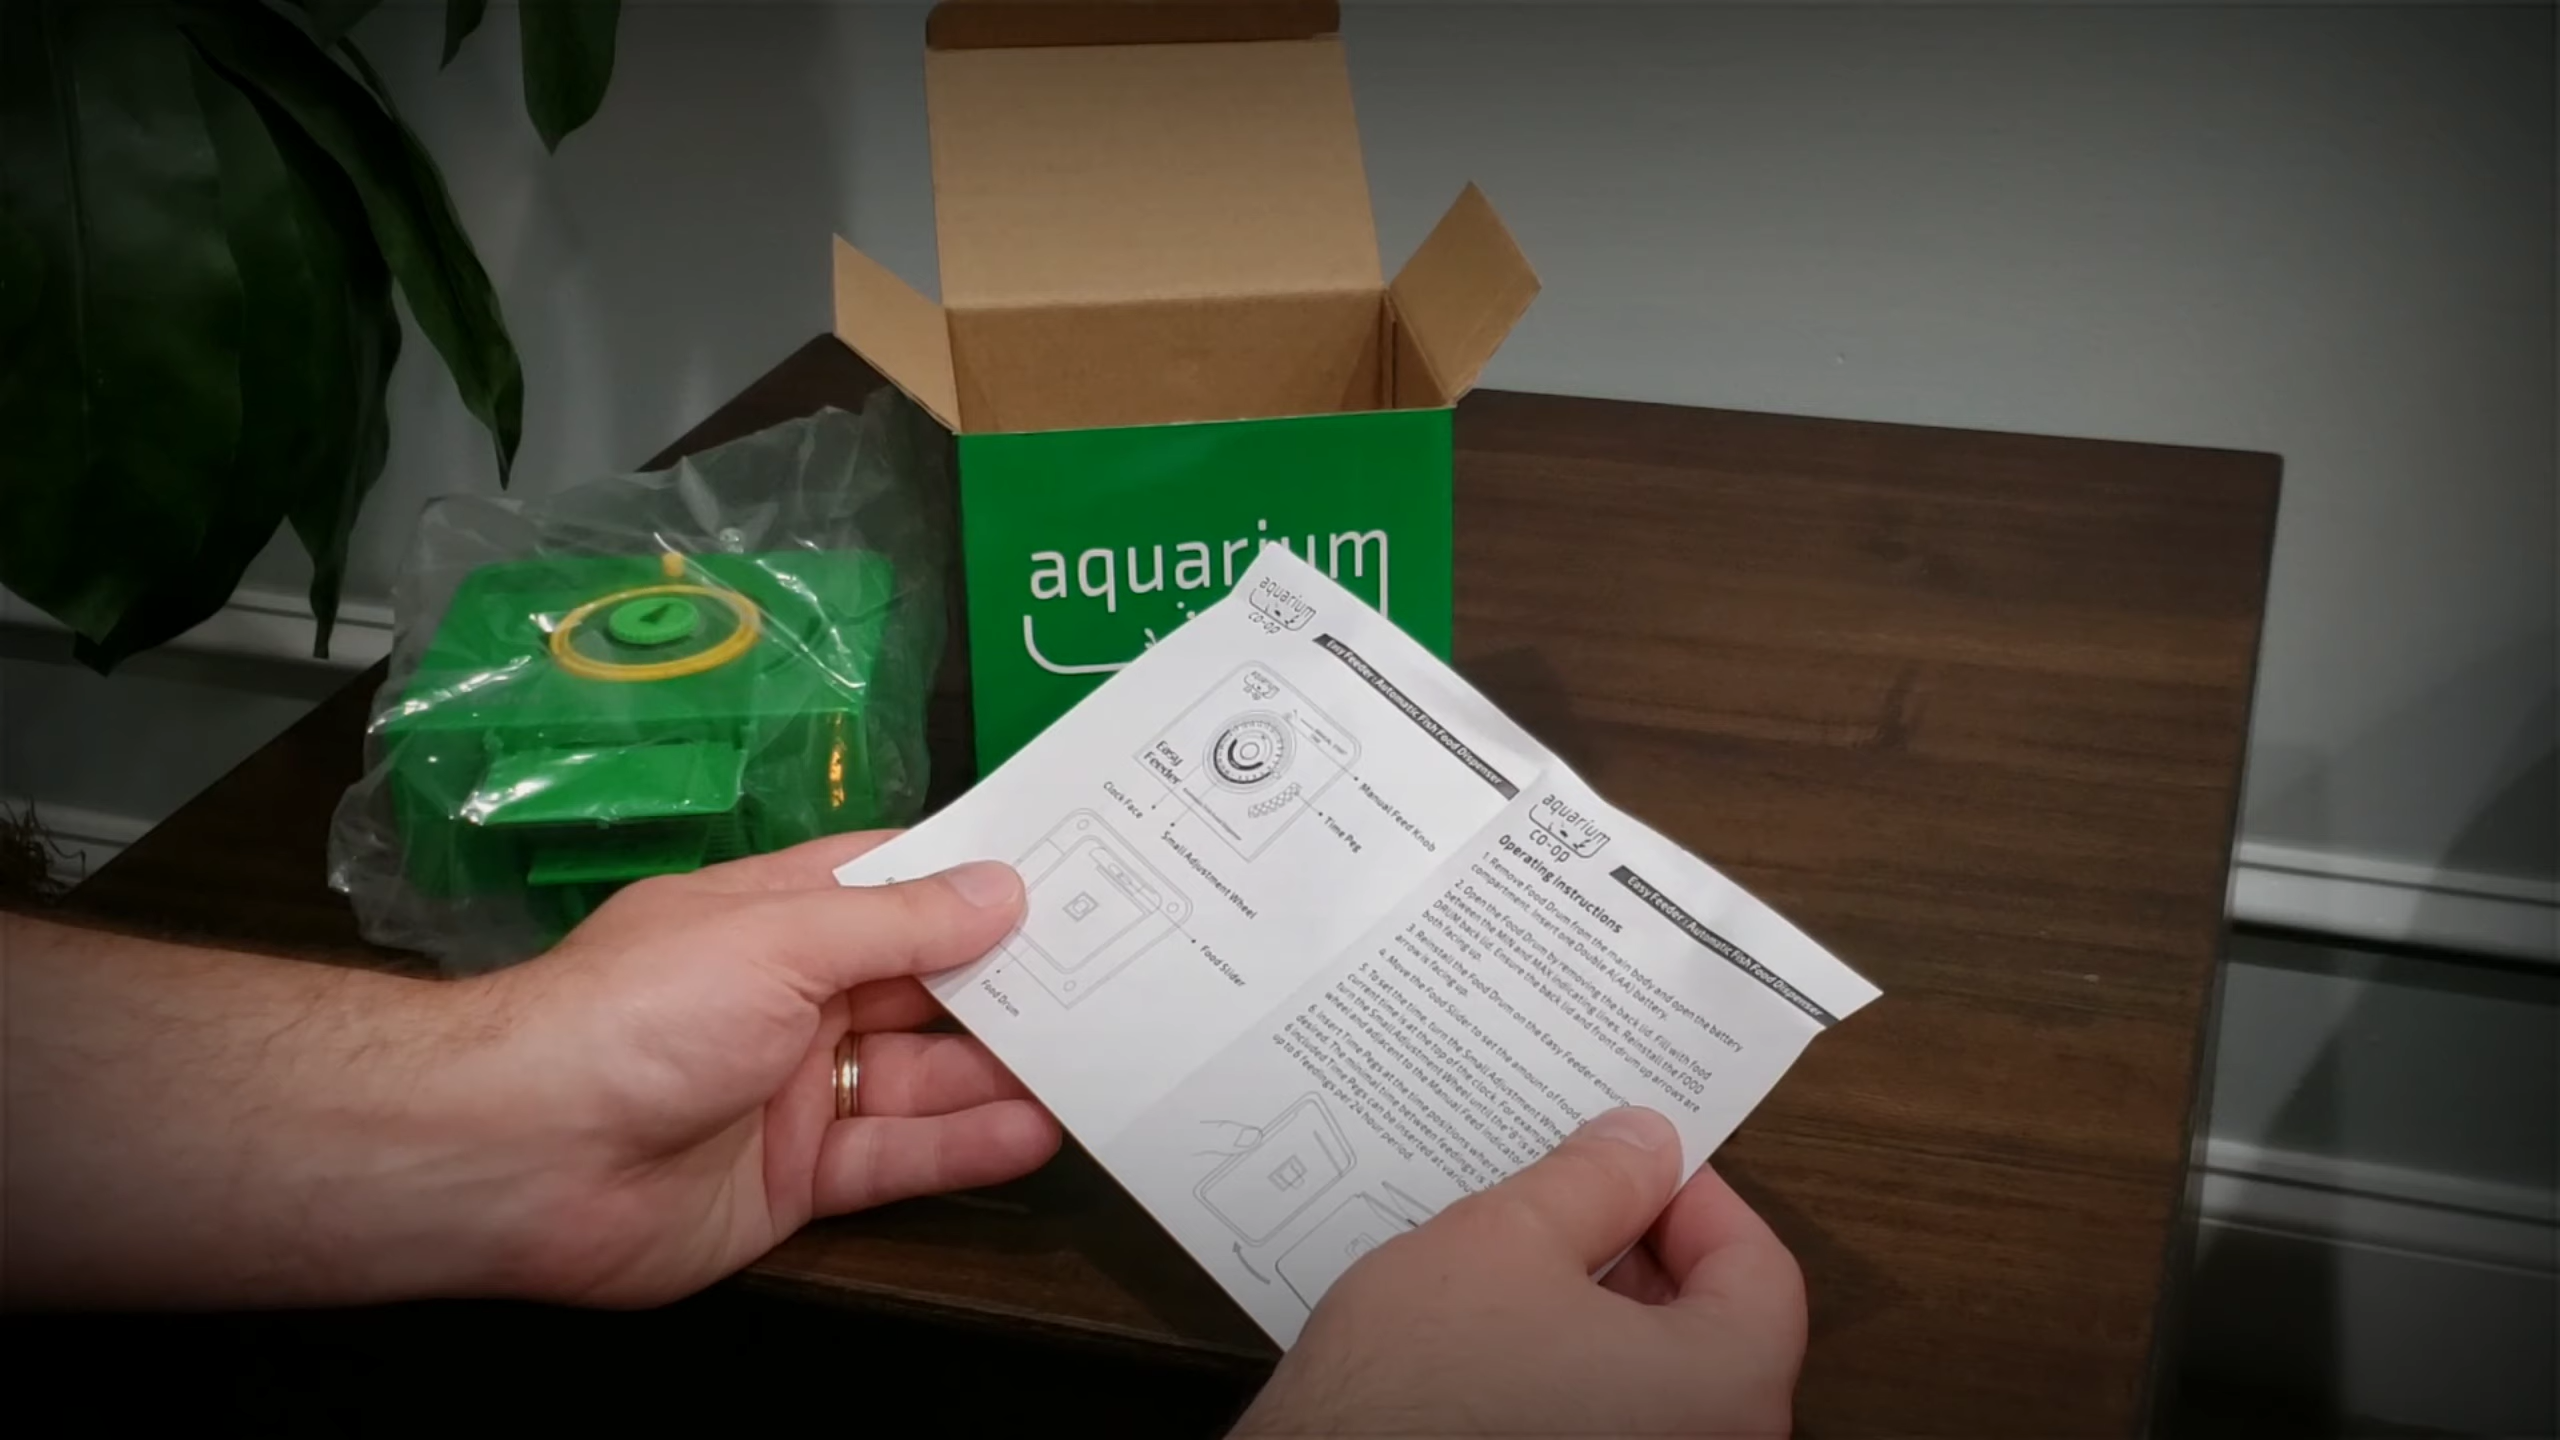 aquarium
aquarium
co-op
Easy Feeder: Automatic Fish Food Dispenser
Easy
Feeder
Manual Feed Knob
Time Peg
Clock Face
Small Adjustment Wheel
Food Slider
Food Drum
aquarium
co-op
Easy Feeder: Automatic Fish Food Dispenser
Operating Instructions
1. Remove Food Drum from the main body and open the battery
compartment. Insert one Double A(AA) battery.
2. Open the Food Drum by removing the back lid. Fill with food
between the MIN and MAX indicating lines. Reinstall the FOOD
DRUM back lid. Ensure the back lid and front drum up arrows are
both facing up.
3. Reinstall the Food Drum on the Easy Feeder ensuring
arrow is facing up.
4. Move the Food Slider to set the amount of food
5. To set the time, turn the Small Adjustment Wheel
current time is at the top of the clock. For example
turn the Small Adjustment Wheel until the "8" is at
wheel and adjacent to the Manual Feed indicator
6. Insert Time Pegs at the time positions where
desired. The minimal time between feedings is 3
6 included Time Pegs can be inserted at various
up to 6 feedings per 24 hour period.